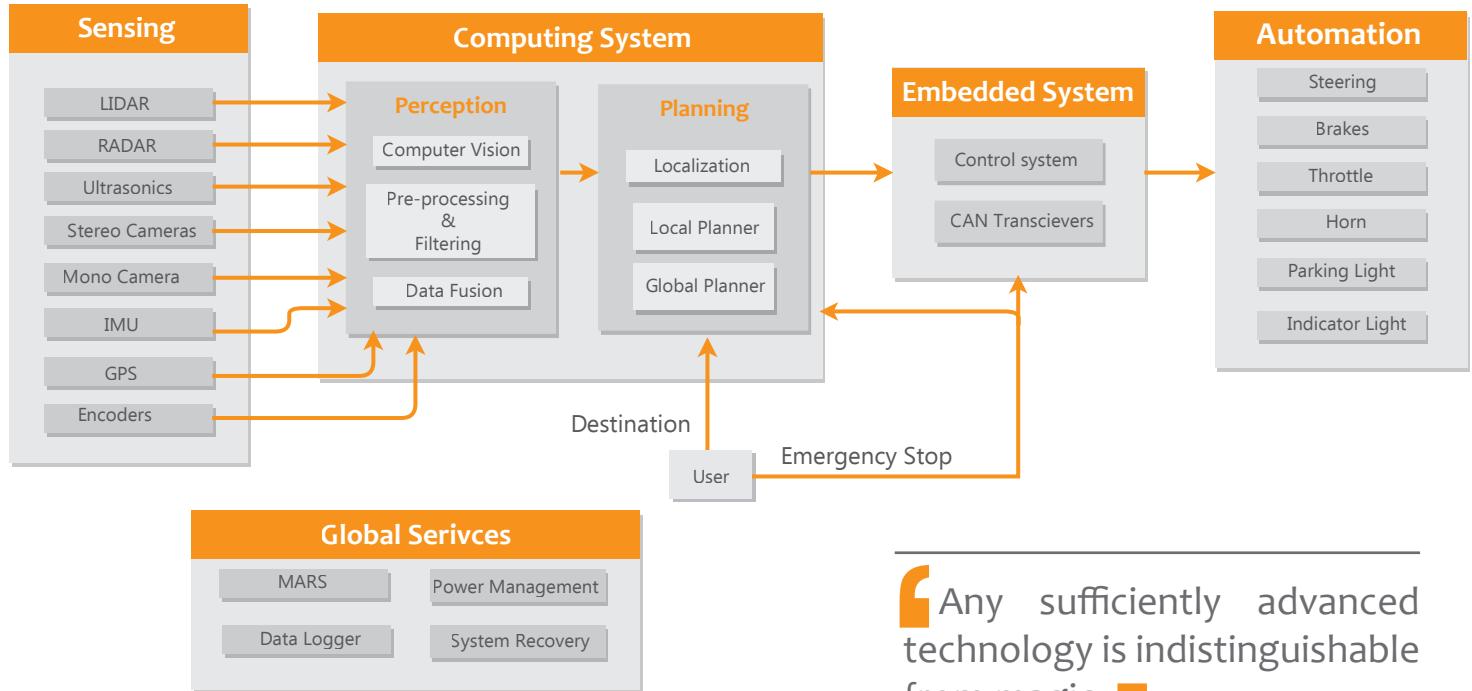 Sensing
LIDAR
RADAR
Ultrasonics
Stereo Cameras
Mono Camera
IMU
GPS
Encoders
Computing System
Perception
Computer Vision
Pre-processing
&
Filtering
Data Fusion
Planning
Localization
Local Planner
Global Planner
Embedded System
Control system
CAN Transcievers
Automation
Steering
Brakes
Throttle
Horn
Parking Light
Indicator Light
Destination
User
Emergency Stop
Global Serivces
MARS
Power Management
Data Logger
System Recovery
Any sufficiently advanced
technology is indistinguishable
from magic